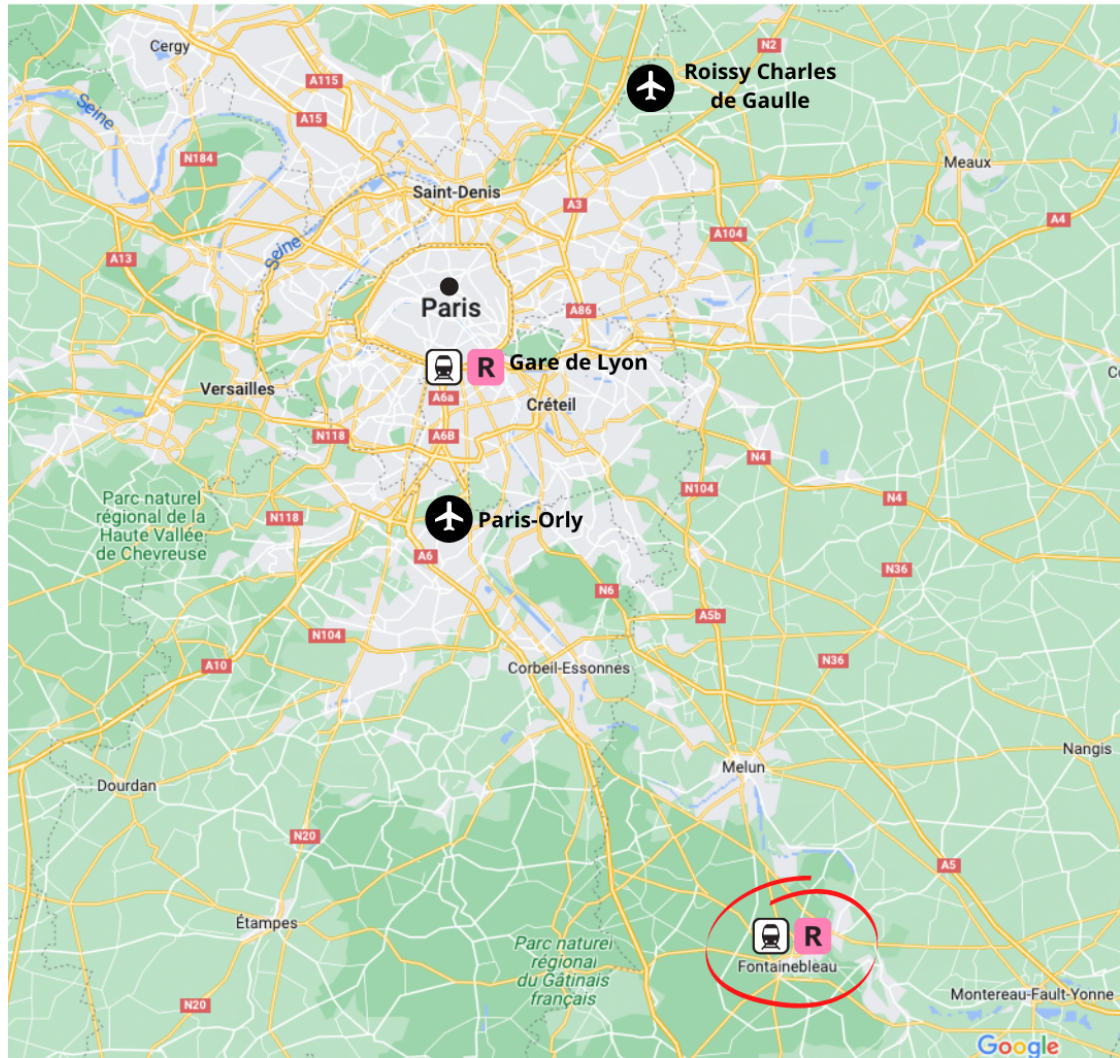 Cergy
N2
Roissy Charles
de Gaulle
A115
Seine
A15
N184
Meaux
Saint-Denis
A3
A4
A104
Seine
A13
Paris
A86
R
Gare de Lyon
Versailles
A6a
Créteil
N118
A6B
N4
N104
N4
Parc naturel
régional de la
Haute Vallée
de Chevreuse
N118
Paris-Orly
A6
N36
N6
A5b
N104
A10
Corbeil-Essonnes
N36
Nangis
Melun
Dourdan
N20
A5
Étampes
R
Parc naturel
régional
du Gâtinais
français
Fontainebleau
Montereau-Fault-Yonne
N20
Google